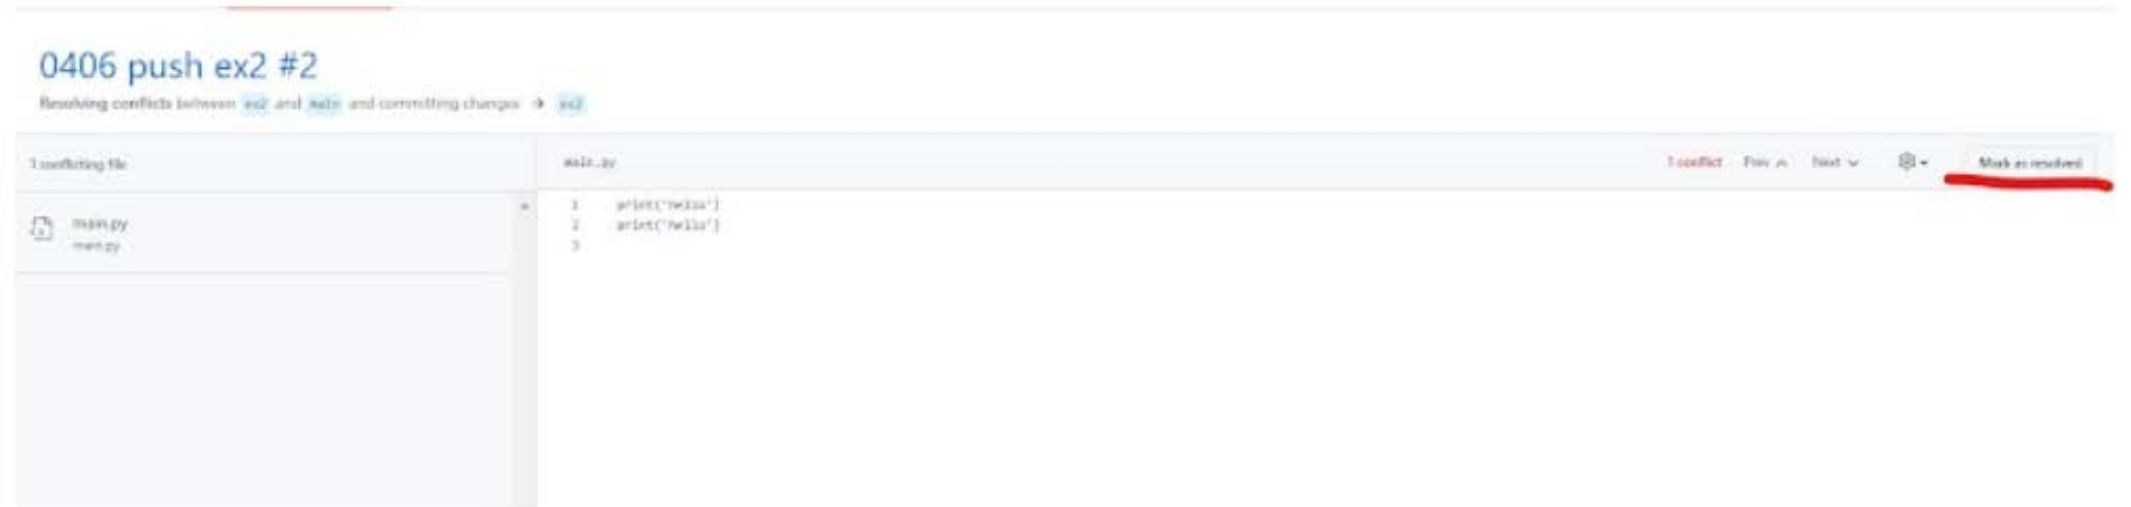 0406 push ex2 #2
Resolving conflicts between ex2 and main and committing changes → ex2
1 conflicting file
main.py
main.py
main.py
1 conflict Prev Next Mark as resolved
1 print('hello')
2 print('hello')
3